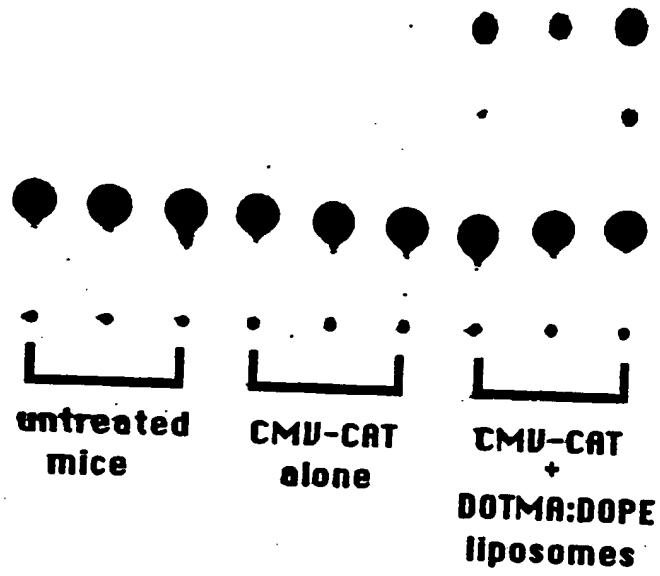 untreated
mice
CMV-CAT
alone
CMV-CAT
+
DOTMA:DOPE
liposomes